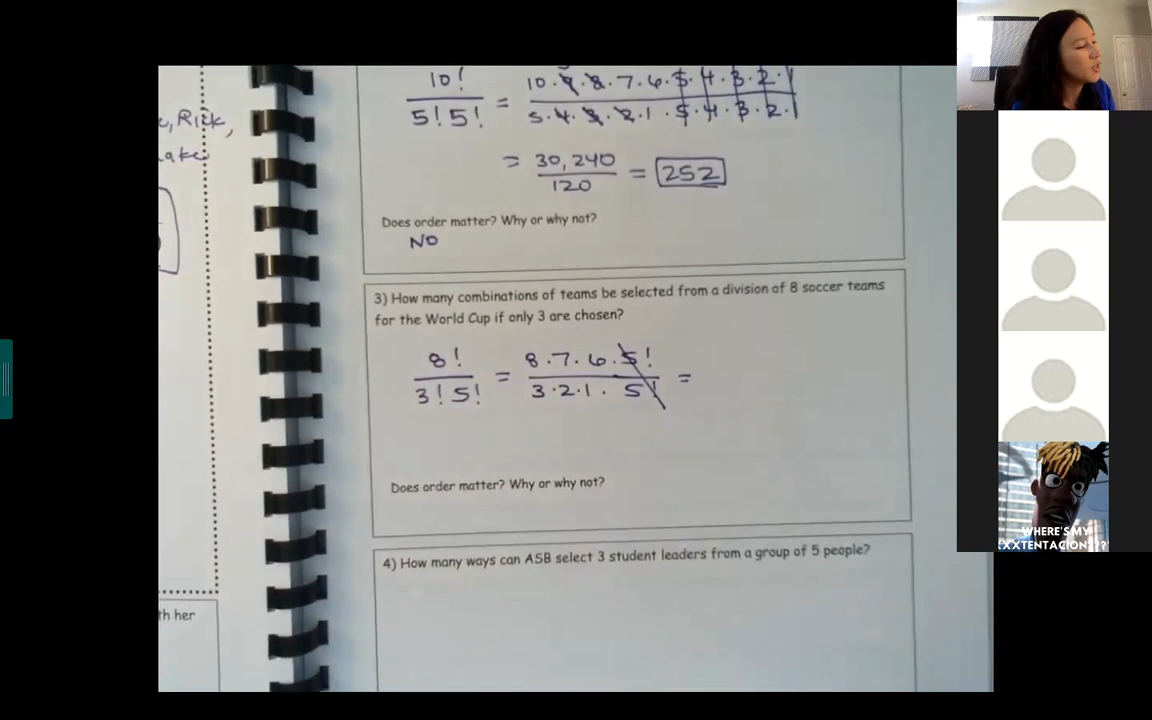 c, Rick,
ake
th her
10!
5! 5!
=
10 · 9 · 8 · 7 · 6 · 5 · 4 · 3 · 2 · 1
5 · 4 · 3 · 2 · 1 · 5 · 4 · 3 · 2 · 1
= 30,240
120
= 252
Does order matter? Why or why not?
NO
3) How many combinations of teams be selected from a division of 8 soccer teams
for the World Cup if only 3 are chosen?
8!
3! 5!
=
8 · 7 · 6 · 5!
3 · 2 · 1 · 5!
=
Does order matter? Why or why not?
4) How many ways can ASB select 3 student leaders from a group of 5 people?
WHERE'S MY
XXTENTACION???